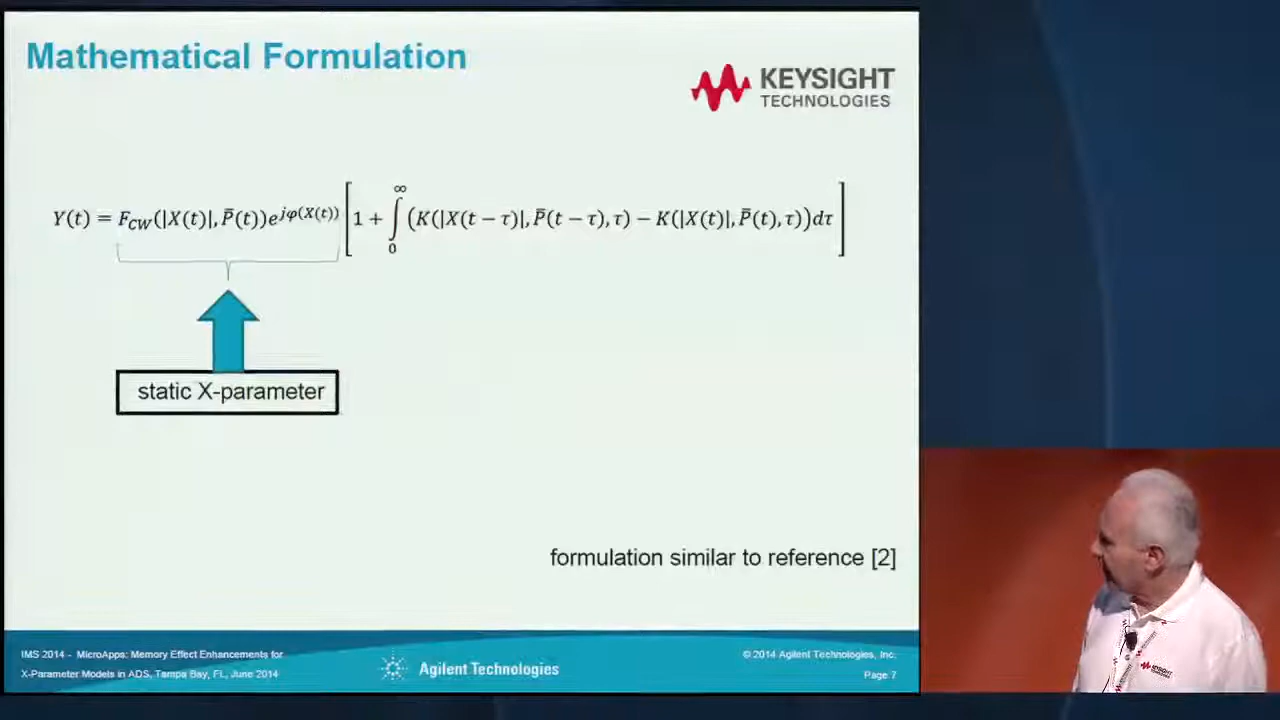 Mathematical Formulation
KEYSIGHT
TECHNOLOGIES
Y(t) = F_CW(|X(t)|, P̄(t))e^{jφ(X(t))} [1 + ∫_0^∞ (K(|X(t − τ)|, P̄(t − τ), τ) − K(|X(t)|, P̄(t), τ))dτ]
static X-parameter
formulation similar to reference [2]
IMS 2014 - MicroApps: Memory Effect Enhancements for
X-Parameter Models in ADS, Tampa Bay, FL, June 2014
Agilent Technologies
© 2014 Agilent Technologies, Inc.
Page 7
KEYSIGHT